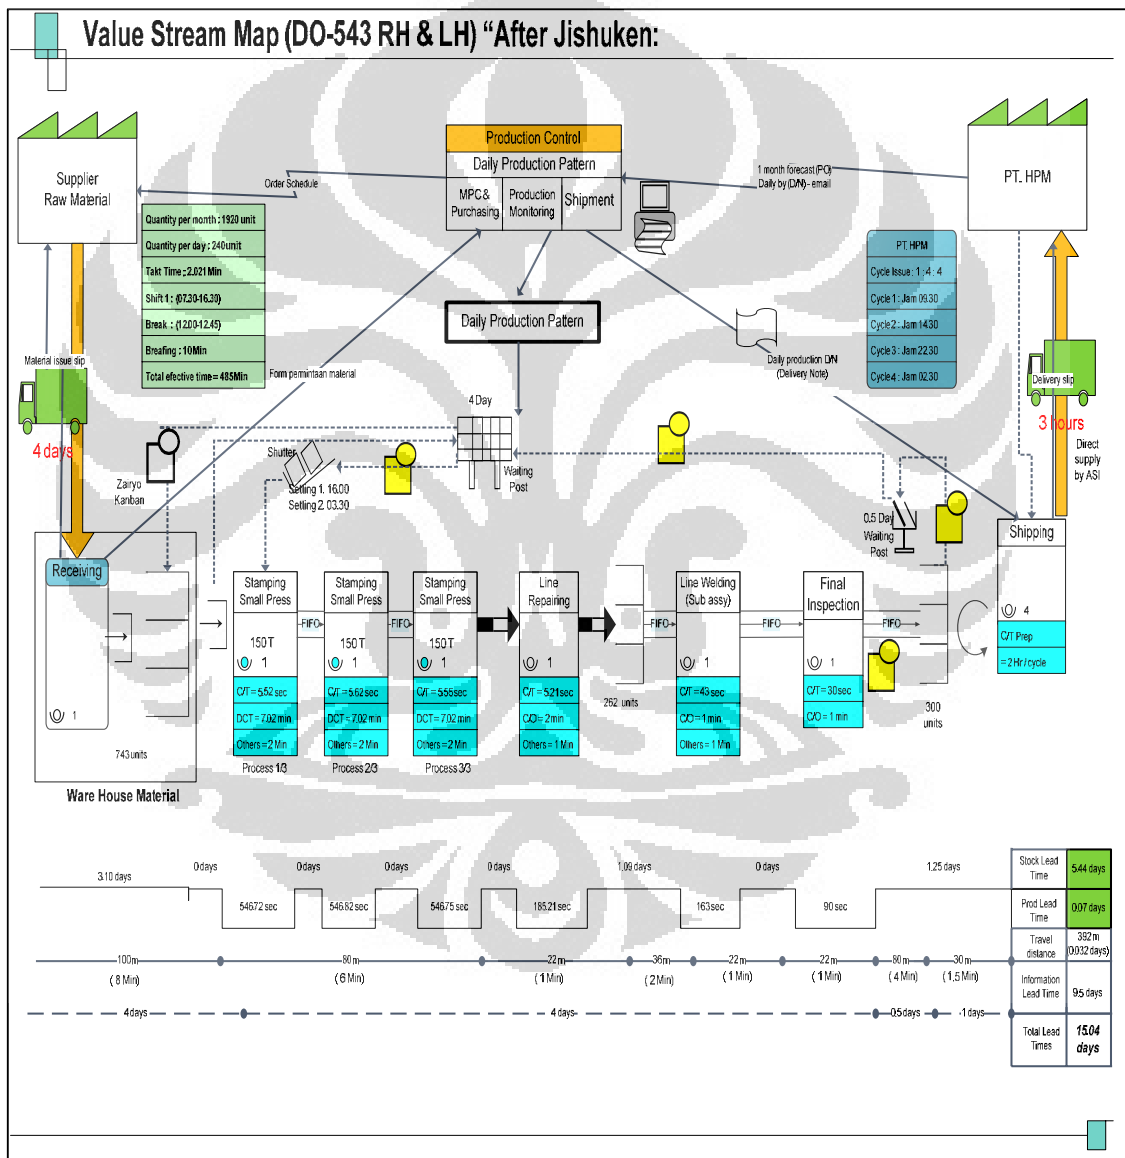 Value Stream Map (DO-543 RH & LH) “After Jishuken:
Supplier
Raw Material
Production Control
Daily Production Pattern
MPC &
Purchasing
Production
Monitoring
Shipment
PT. HPM
Order Schedule
1 month forecast (PO)
Daily by (D/N) - email
Quantity per month : 1920 unit
Quantity per day : 240unit
Takt Time ; 2.021 Min
Shift 1 : (07.30-16.30)
Break : (12.00-12.45)
Breafing : 10Min
Total efective time = 485Min
PT. HPM
Cycle Issue : 1 : 4 : 4
Cycle 1 : Jam 09.30
Cycle 2 : Jam 14.30
Cycle 3 : Jam 22.30
Cycle 4 : Jam 02.30
Daily Production Pattern
Material issue slip
Form permintaan material
Daily production D/N
(Delivery Note)
Delivery slip
4 days
3 hours
Direct
supply
by ASI
4 Day
Waiting
Post
Shutter
Setling 1. 16.00
Setling 2. 03.30
Zairyo
Kanban
0.5 Day
Waiting
Post
Receiving
1
743 units
Ware House Material
Stamping
Small Press
150 T
1
C/T = 5.52 sec
DCT = 7.02 min
Others = 2 Min
Process 1/3
FIFO
Stamping
Small Press
150 T
1
C/T = 5.62 sec
DCT = 7.02 min
Others = 2 Min
Process 2/3
FIFO
Stamping
Small Press
150 T
1
C/T = 5.55sec
DCT = 7.02 min
Others = 2 Min
Process 3/3
Line
Repairing
1
C/T = 5.21 sec
C/O = 2 min
Others = 1 Min
262 units
FIFO
Line Welding
(Sub assy)
1
C/T = 43 sec
C/O = 1 min
Others = 1 Min
FIFO
Final
Inspection
1
C/T = 30 sec
C/O = 1 min
FIFO
300
units
Shipping
4
C/T Prep
= 2 Hr / cycle
3.10 days
0 days
0 days
0 days
0 days
1.09 days
0 days
1.25 days
546.72 sec
546.82 sec
546.75 sec
185.21 sec
163 sec
90 sec
Stock Lead
Time
5.44 days
Prod Lead
Time
0.07 days
Travel
distance
392 m
(0.032 days)
Information
Lead Time
9.5 days
Total Lead
Times
15.04
days
100m
80m
22m
36m
22m
22m
80m
30m
( 8 Min)
( 6 Min)
( 1 Min)
( 2 Min)
( 1 Min)
( 1 Min)
( 4 Min)
( 1,5 Min)
4 days
4 days
0.5 days
1 days